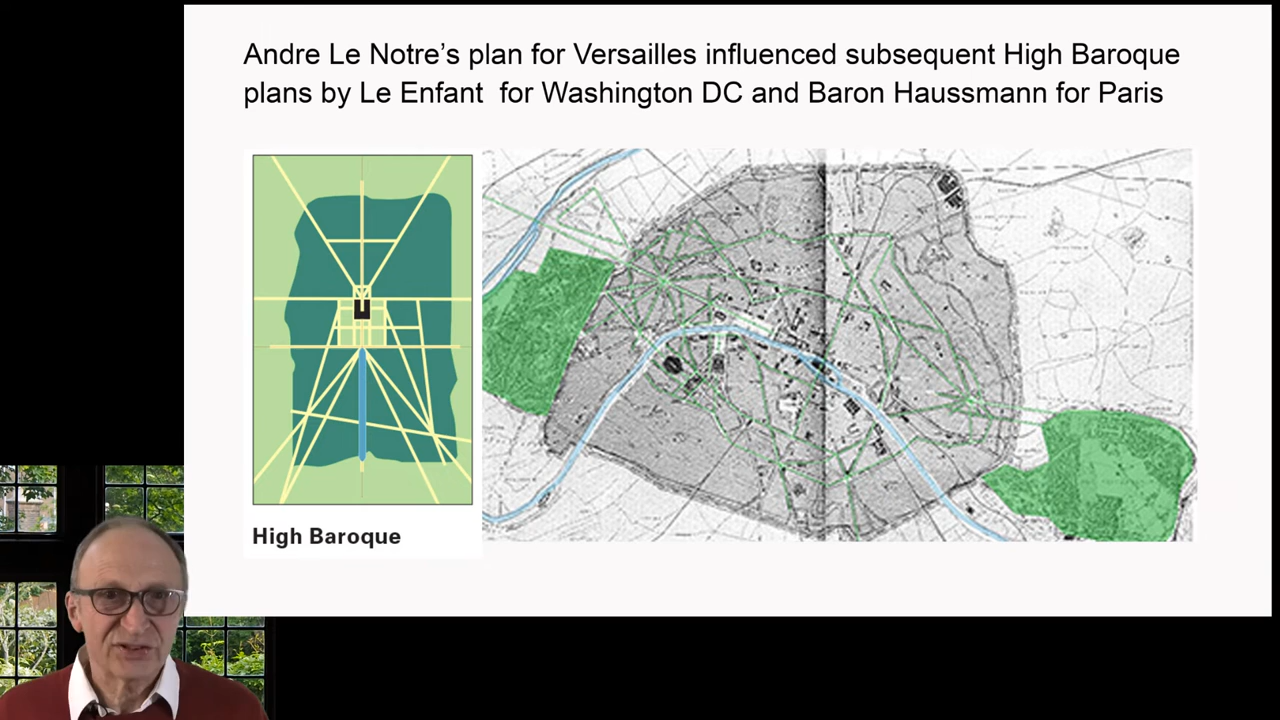 Andre Le Notre's plan for Versailles influenced subsequent High Baroque
plans by Le Enfant  for Washington DC and Baron Haussmann for Paris
High Baroque